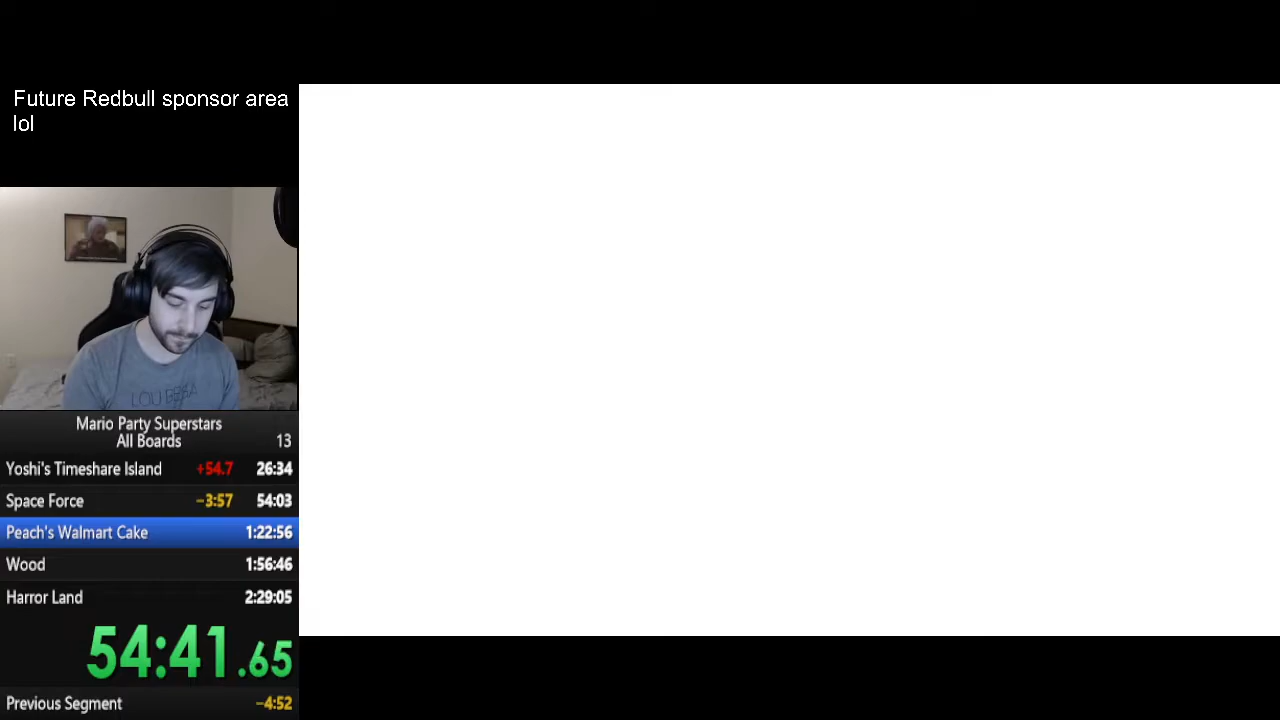 Future Redbull sponsor area
lol
Mario Party Superstars
All Boards 13
Yoshi's Timeshare Island +54.7 26:34
Space Force -3:57 54:03
Peach's Walmart Cake 1:22:56
Wood 1:56:46
Harror Land 2:29:05
54:41.65
Previous Segment -4:52